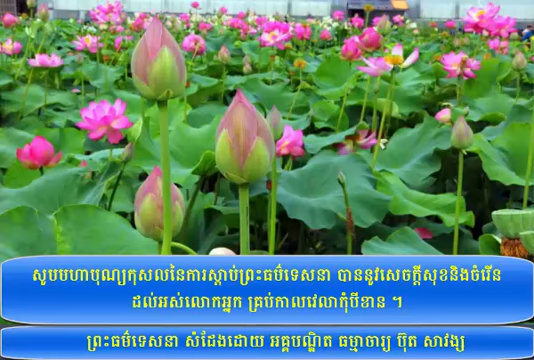 សូមមហាបុណ្យកុសលនៃការស្ដាប់ព្រះធម៌ទេសនា បាននូវសេចក្ដីសុខនិងចំរើន
ដល់អស់លោកអ្នក គ្រប់កាលវេលាកុំបីខាន ។
ព្រះធម៌ទេសនា សំដែងដោយ អគ្គបណ្ឌិត ធម្មាចារ្យ ប៊ុត សាវង្ស